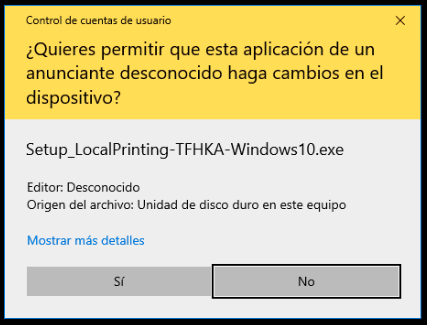 Control de cuentas de usuario
¿Quieres permitir que esta aplicación de un
anunciante desconocido haga cambios en el
dispositivo?
Setup_LocalPrinting-TFHKA-Windows10.exe
Editor: Desconocido
Origen del archivo: Unidad de disco duro en este equipo
Mostrar más detalles
Sí
No